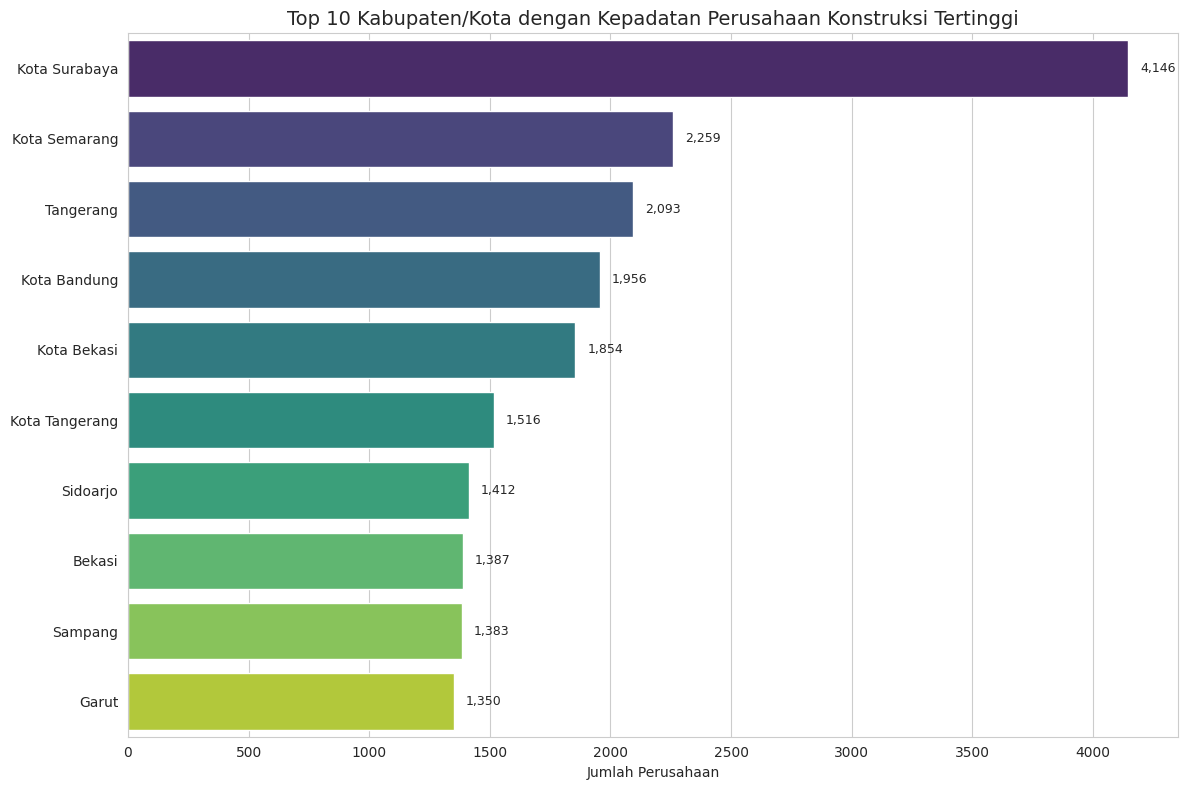 Top 10 Kabupaten/Kota dengan Kepadatan Perusahaan Konstruksi Tertinggi
Kota Surabaya 4,146
Kota Semarang 2,259
Tangerang 2,093
Kota Bandung 1,956
Kota Bekasi 1,854
Kota Tangerang 1,516
Sidoarjo 1,412
Bekasi 1,387
Sampang 1,383
Garut 1,350
0 500 1000 1500 2000 2500 3000 3500 4000
Jumlah Perusahaan